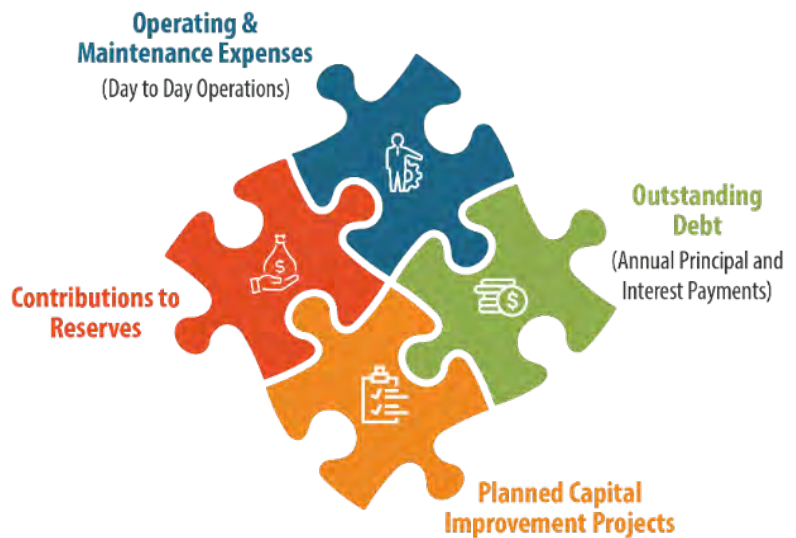 Operating &
Maintenance Expenses
(Day to Day Operations)
Outstanding
Debt
(Annual Principal and
Interest Payments)
Contributions to
Reserves
Planned Capital
Improvement Projects
$
$